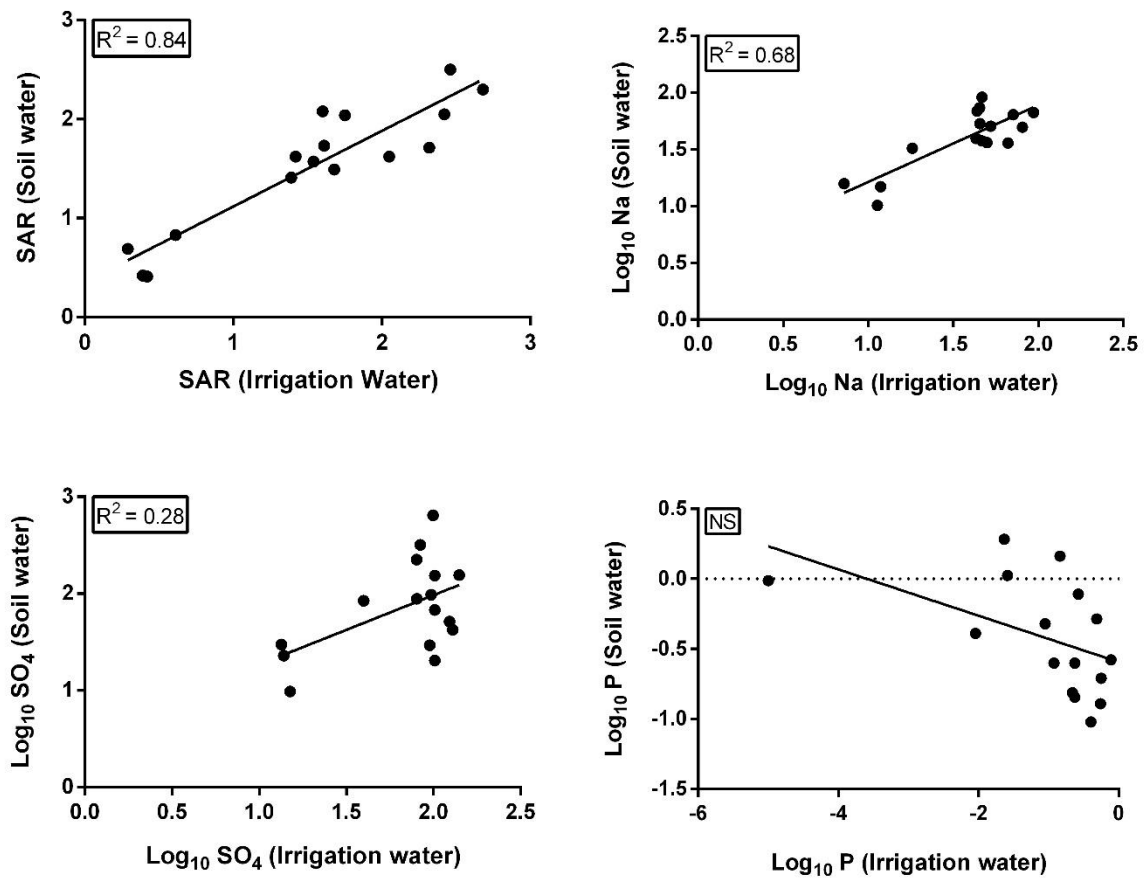 R² = 0.84
SAR (Soil water)
3
2
1
0
0 1 2 3
SAR (Irrigation Water)
R² = 0.68
Log₁₀ Na (Soil water)
2.5
2.0
1.5
1.0
0.5
0.0
0.0 0.5 1.0 1.5 2.0 2.5
Log₁₀ Na (Irrigation water)
R² = 0.28
Log₁₀ SO₄ (Soil water)
3
2
1
0
0.0 0.5 1.0 1.5 2.0 2.5
Log₁₀ SO₄ (Irrigation water)
NS
Log₁₀ P (Soil water)
0.5
0.0
-0.5
-1.0
-1.5
-6 -4 -2 0
Log₁₀ P (Irrigation water)